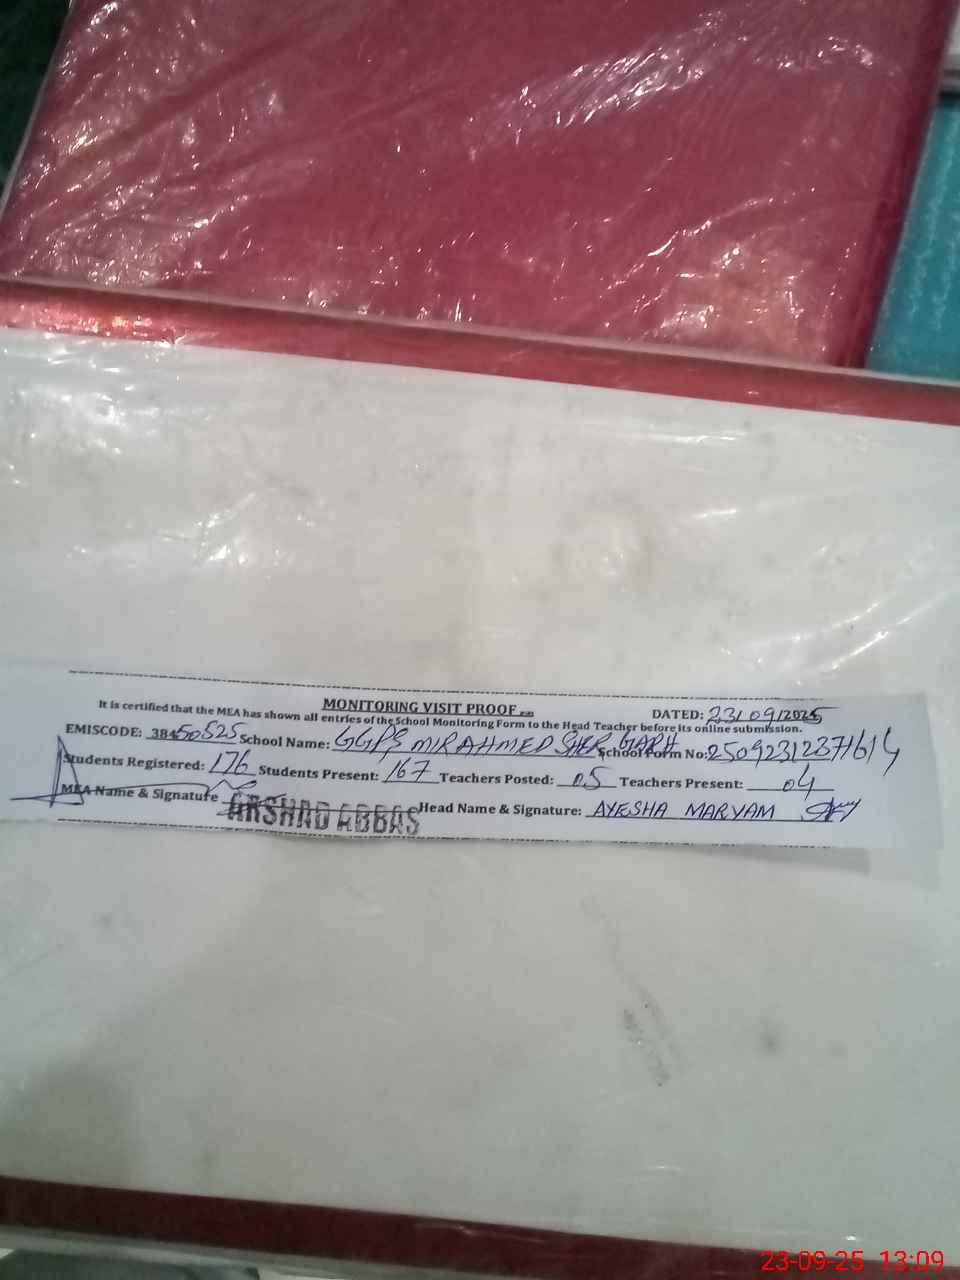 MONITORING VISIT PROOF DATED: 23/09/2025
It is certified that the MEA has shown all entries of the School Monitoring Form to the Head Teacher before its online submission.
EMISCODE: 38450525 School Name: GGPS MIRAHMED SHER GARH School Form No:
Students Registered: 176 Students Present: 167 Teachers Posted: 05 Teachers Present: 04
MEA Name & Signature ARSHAD ABBAS Head Name & Signature: AYESHA MARYAM
23-09-25 13:09